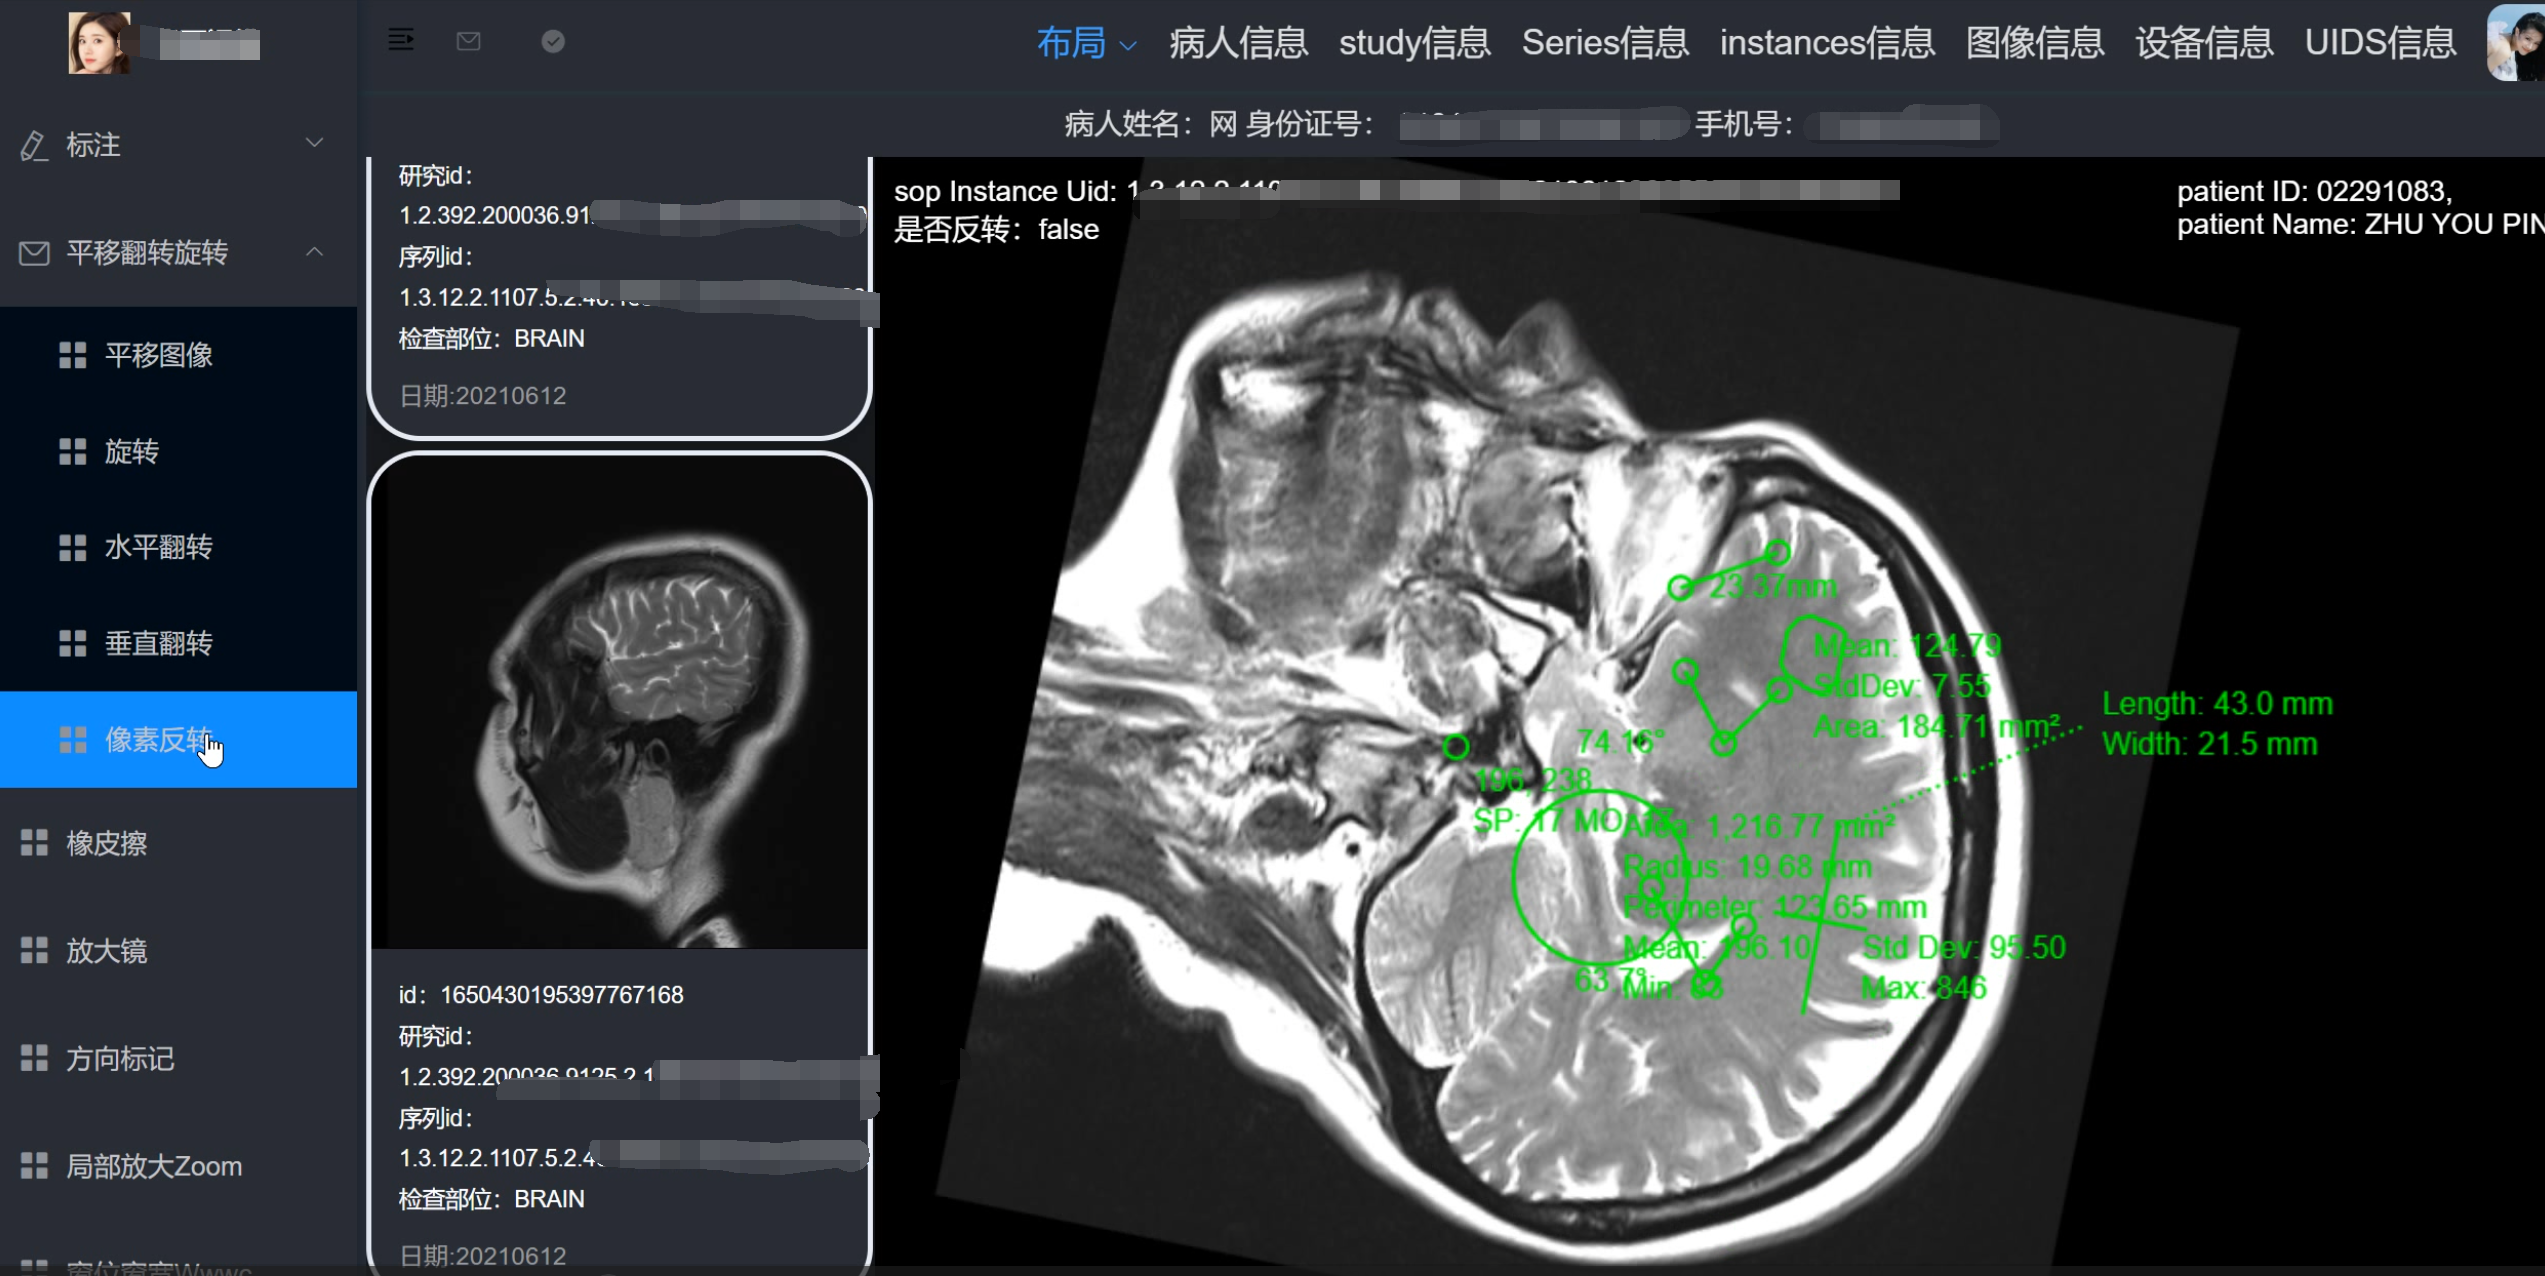 布局 病人信息 study信息 Series信息 instances信息 图像信息 设备信息 UIDS信息
病人姓名：网 身份证号： 手机号：
标注
平移翻转旋转
平移图像
旋转
水平翻转
垂直翻转
像素反转
橡皮擦
放大镜
方向标记
局部放大Zoom
研究id：
1.2.392.200036.91
序列id：
1.3.12.2.1107.5.2.
检查部位：BRAIN
日期:20210612
id：1650430195397767168
研究id：
1.2.392.200036.9125.2.1
序列id：
1.3.12.2.1107.5.2.4
检查部位：BRAIN
日期:20210612
sop Instance Uid: 1.3.12.2.110
是否反转：false
patient ID: 02291083,
patient Name: ZHU YOU PIN
23.37mm
Mean: 124.79
StdDev: 7.55
Area: 184.71 mm²
Length: 43.0 mm
Width: 21.5 mm
74.16°
196, 238
SP: 17 MO: 17
Area: 1,216.77 mm²
Radius: 19.68 mm
Perimeter: 123.65 mm
Mean: 196.10 Std Dev: 95.50
63.7°
Min: Max: 846